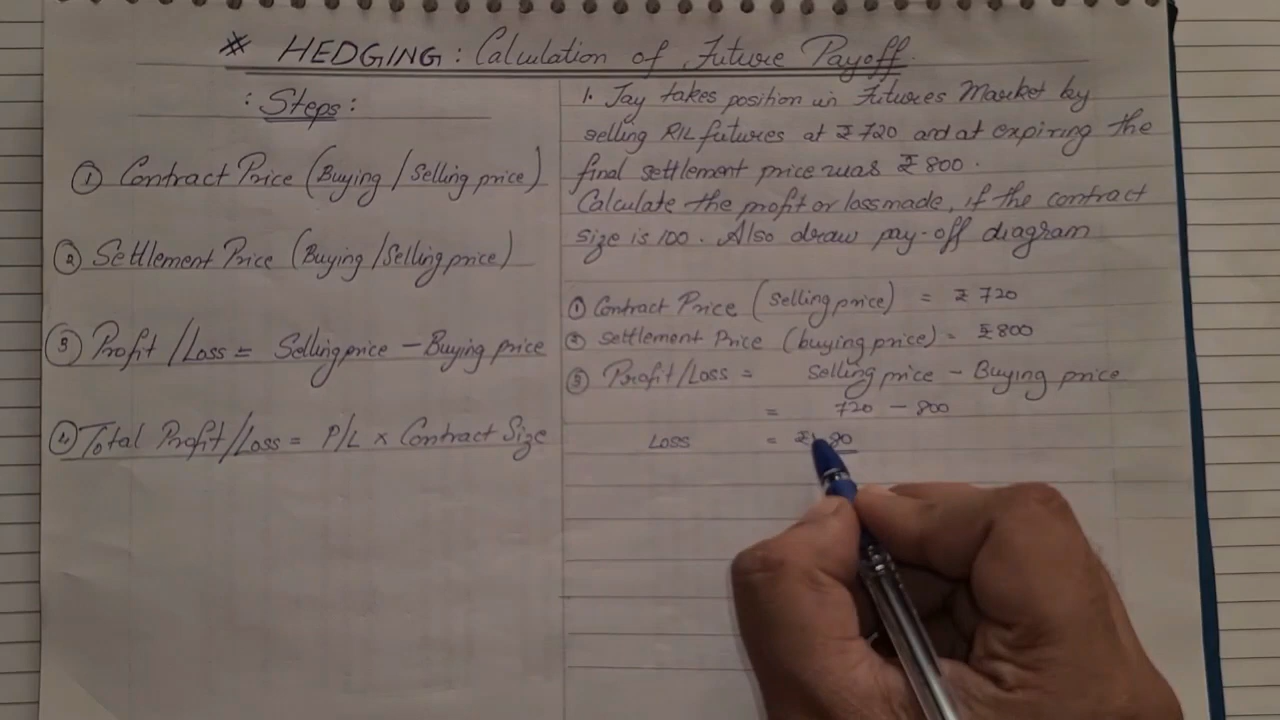 * HEDGING: Calculation of Future Payoff.
: Steps :
① Contract Price (Buying / Selling price)
② Settlement Price (Buying / Selling price)
③ Profit / Loss = Selling price – Buying price
④ Total Profit / Loss = P/L × Contract Size
1. Jay takes position in Futures Market by
selling RIL futures at ₹ 720 and at expiring the
final settlement price was ₹ 800.
Calculate the profit or loss made, if the contract
size is 100. Also draw pay-off diagram
① Contract Price (Selling price) = ₹ 720
② Settlement Price (buying price) = ₹ 800
③ Profit/Loss = Selling price – Buying price
= 720 – 800
Loss = ₹ 80